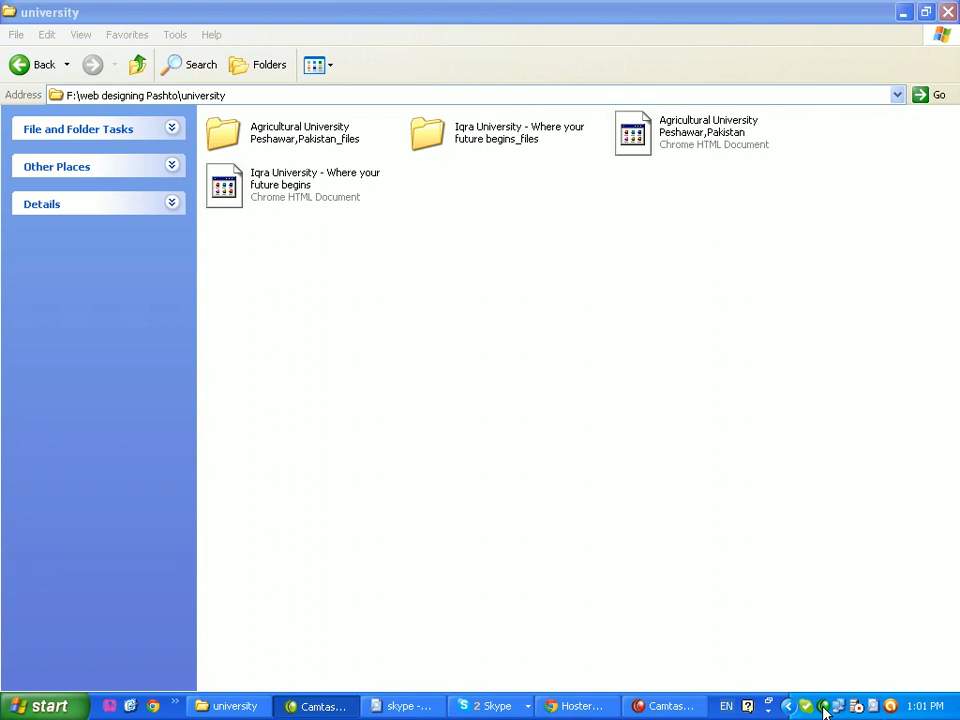 university
File Edit View Favorites Tools Help
Back Search Folders
Address F:\web designing Pashto\university Go
File and Folder Tasks
Other Places
Details
Agricultural University
Peshawar,Pakistan_files
Iqra University - Where your
future begins_files
Agricultural University
Peshawar,Pakistan
Chrome HTML Document
Iqra University - Where your
future begins
Chrome HTML Document
start university Camtas... skype -... 2 Skype Hoster... Camtas... EN 1:01 PM